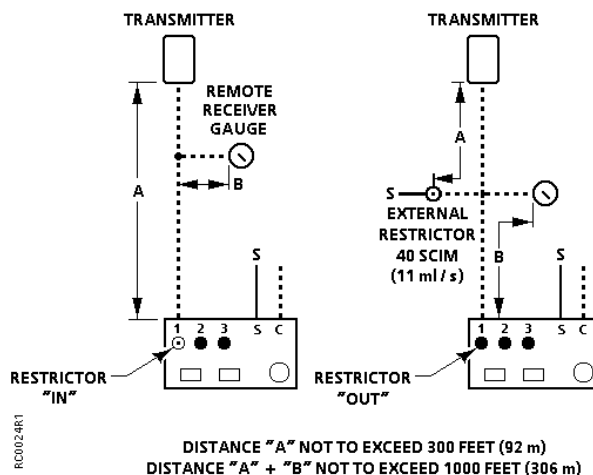 TRANSMITTER
A
REMOTE
RECEIVER
GAUGE
B
S
1 2 3 S C
RESTRICTOR
"IN"
TRANSMITTER
A
S
EXTERNAL
RESTRICTOR
40 SCIM
(11 ml / s)
B
S
1 2 3 S C
RESTRICTOR
"OUT"
RC0024R1
DISTANCE "A" NOT TO EXCEED 300 FEET (92 m)
DISTANCE "A" + "B" NOT TO EXCEED 1000 FEET (306 m)